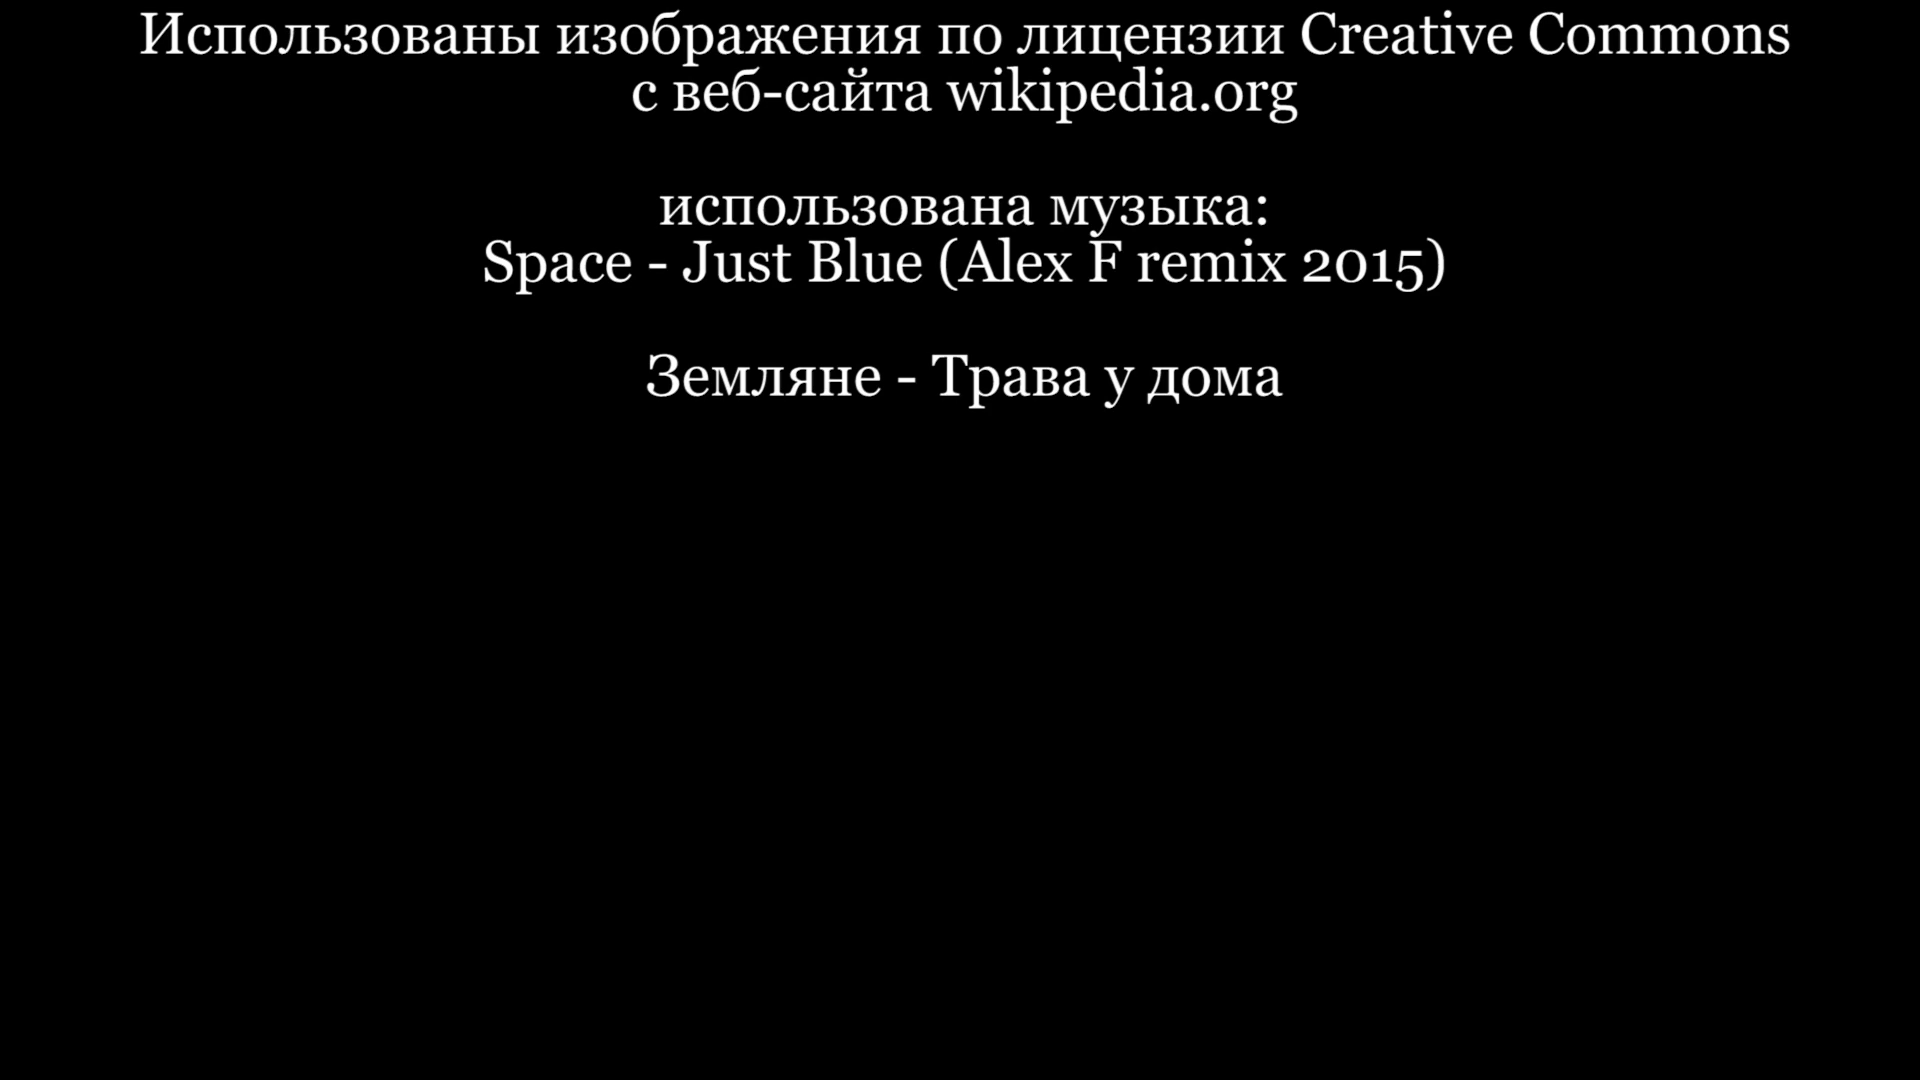 Использованы изображения по лицензии Creative Commons
с веб-сайта wikipedia.org
использована музыка:
Space - Just Blue (Alex F remix 2015)
Земляне - Трава у дома